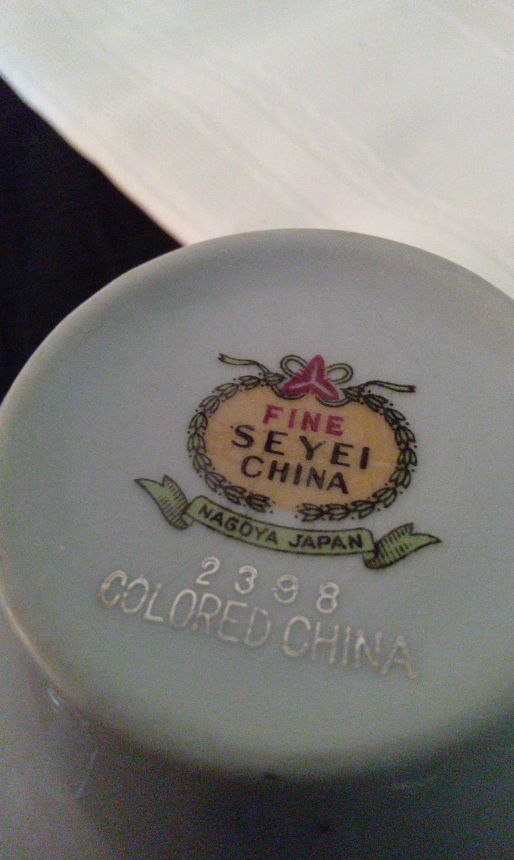 FINE
SEYEI
CHINA
NAGOYA JAPAN
2398
COLORED CHINA